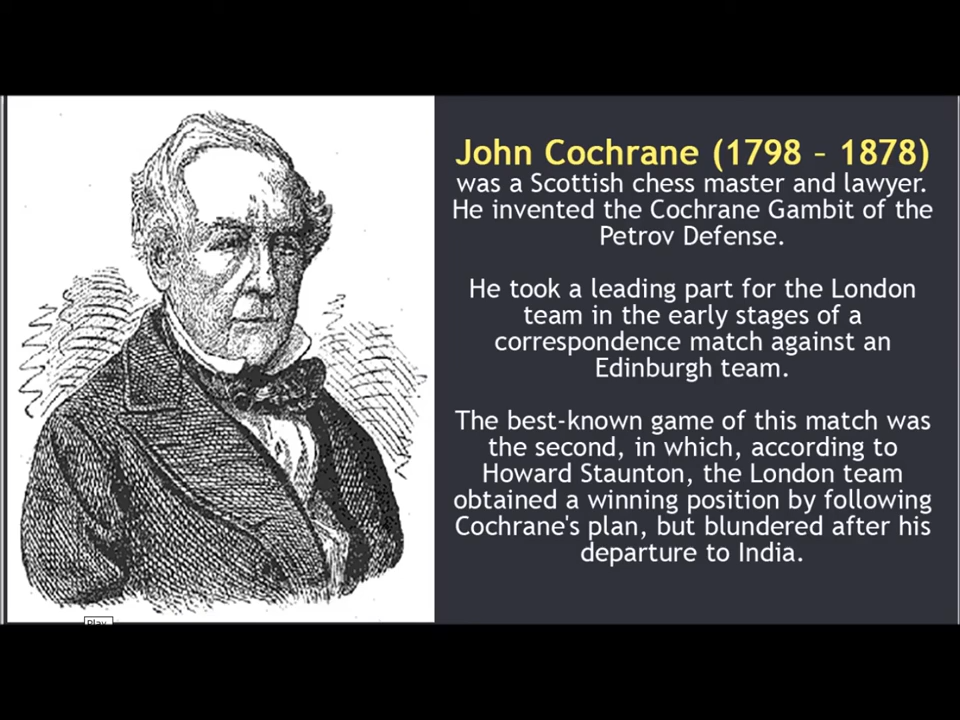 John Cochrane (1798 – 1878)
was a Scottish chess master and lawyer.
He invented the Cochrane Gambit of the
Petrov Defense.
He took a leading part for the London
team in the early stages of a
correspondence match against an
Edinburgh team.
The best-known game of this match was
the second, in which, according to
Howard Staunton, the London team
obtained a winning position by following
Cochrane's plan, but blundered after his
departure to India.
Play